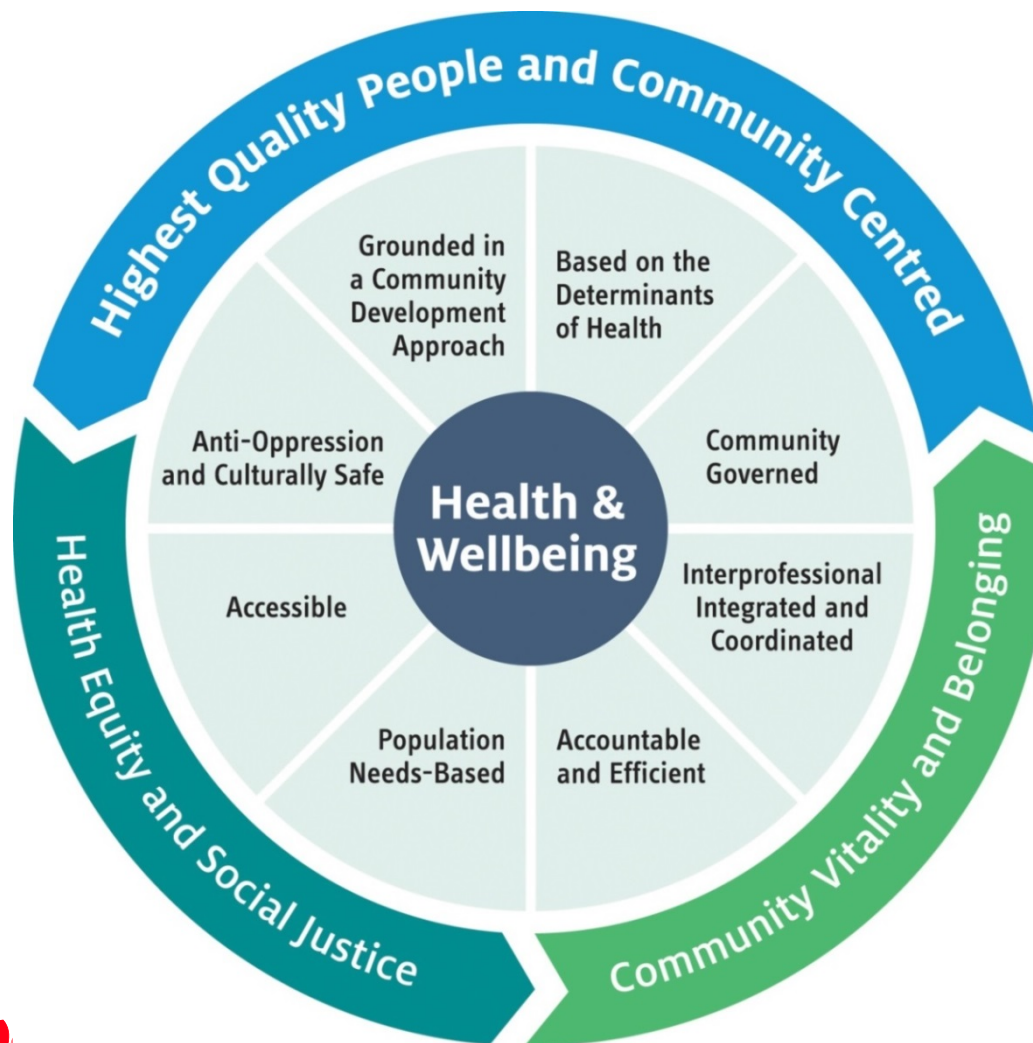 Highest Quality People and Community Centred
Grounded in
a Community
Development
Approach
Based on the
Determinants
of Health
Anti-Oppression
and Culturally Safe
Community
Governed
Health &
Wellbeing
Accessible
Interprofessional
Integrated and
Coordinated
Population
Needs-Based
Accountable
and Efficient
Health Equity and Social Justice
Community Vitality and Belonging